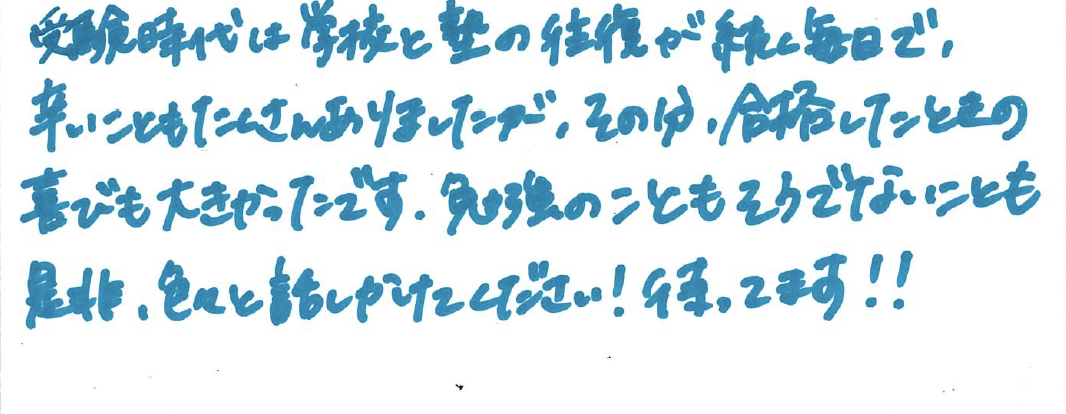 受験時代は学校と塾の往復が続く毎日で、
辛いこともたくさんありましたが、その分、合格したときの
喜びも大きかったです。勉強のこともそうでないことも
是非、色々と話しかけてください!待ってます!!